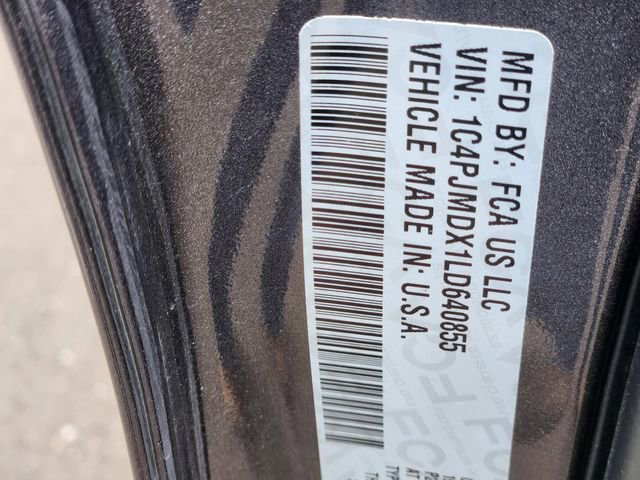 MFD BY: FCA US LLC
VIN: 1C4PJMDX1LD640855
VEHICLE MADE IN: U.S.A.